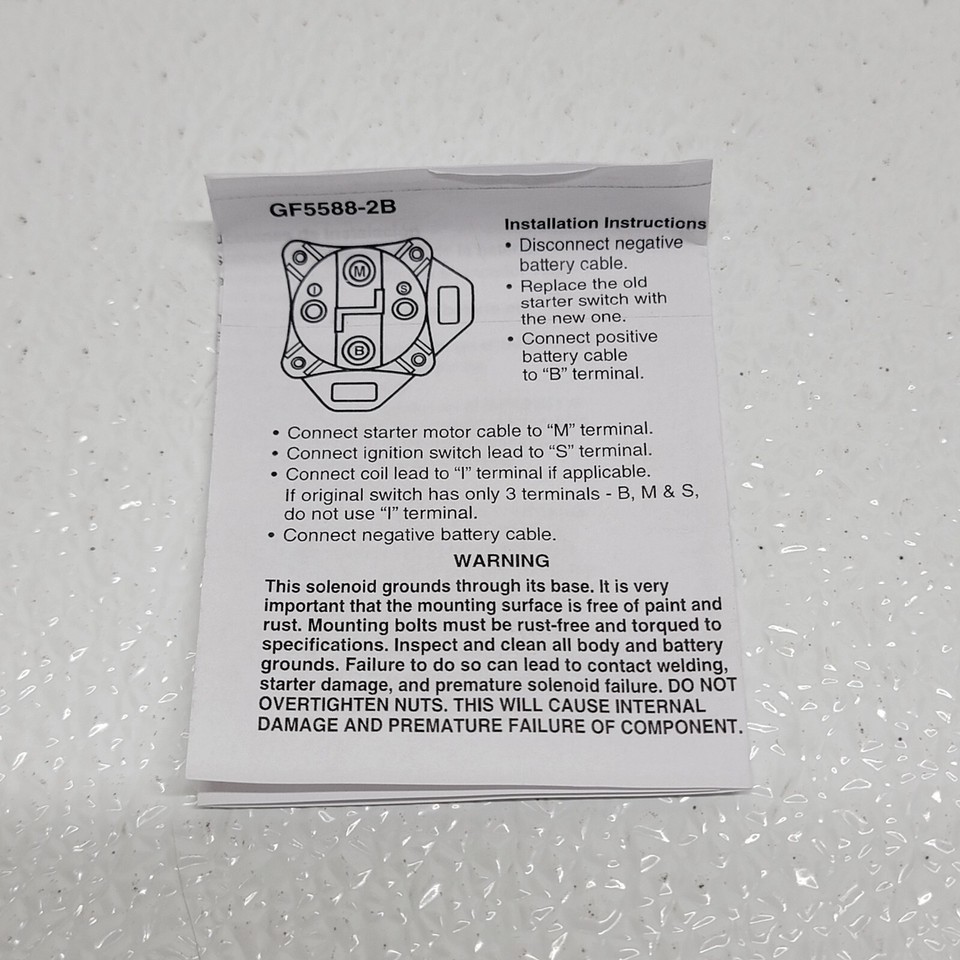 GF5588-2B
I
M
S
B
Installation Instructions
• Disconnect negative
battery cable.
• Replace the old
starter switch with
the new one.
• Connect positive
battery cable
to “B” terminal.
• Connect starter motor cable to “M” terminal.
• Connect ignition switch lead to “S” terminal.
• Connect coil lead to “I” terminal if applicable.
If original switch has only 3 terminals - B, M & S,
do not use “I” terminal.
• Connect negative battery cable.
WARNING
This solenoid grounds through its base. It is very
important that the mounting surface is free of paint and
rust. Mounting bolts must be rust-free and torqued to
specifications. Inspect and clean all body and battery
grounds. Failure to do so can lead to contact welding,
starter damage, and premature solenoid failure. DO NOT
OVERTIGHTEN NUTS. THIS WILL CAUSE INTERNAL
DAMAGE AND PREMATURE FAILURE OF COMPONENT.